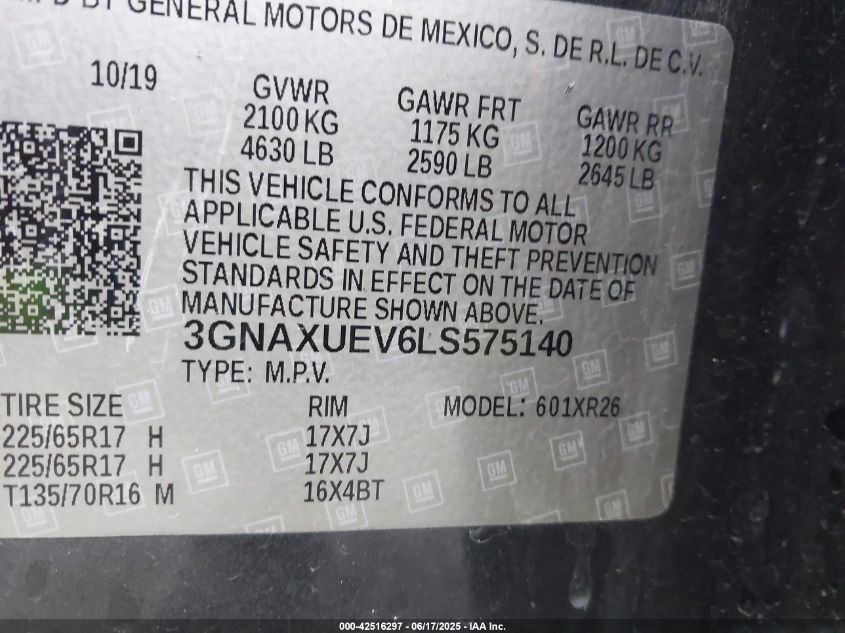 BY GENERAL MOTORS DE MEXICO, S. DE R.L. DE C.V.
10/19
GVWR GAWR FRT GAWR RR
2100 KG 1175 KG 1200 KG
4630 LB 2590 LB 2645 LB
THIS VEHICLE CONFORMS TO ALL
APPLICABLE U.S. FEDERAL MOTOR
VEHICLE SAFETY AND THEFT PREVENTION
STANDARDS IN EFFECT ON THE DATE OF
MANUFACTURE SHOWN ABOVE.
3GNAXUEV6LS575140
TYPE: M.P.V.
TIRE SIZE RIM MODEL: 601XR26
225/65R17 H 17X7J
225/65R17 H 17X7J
T135/70R16 M 16X4BT
000-42516297 - 06/17/2025 - IAA Inc.